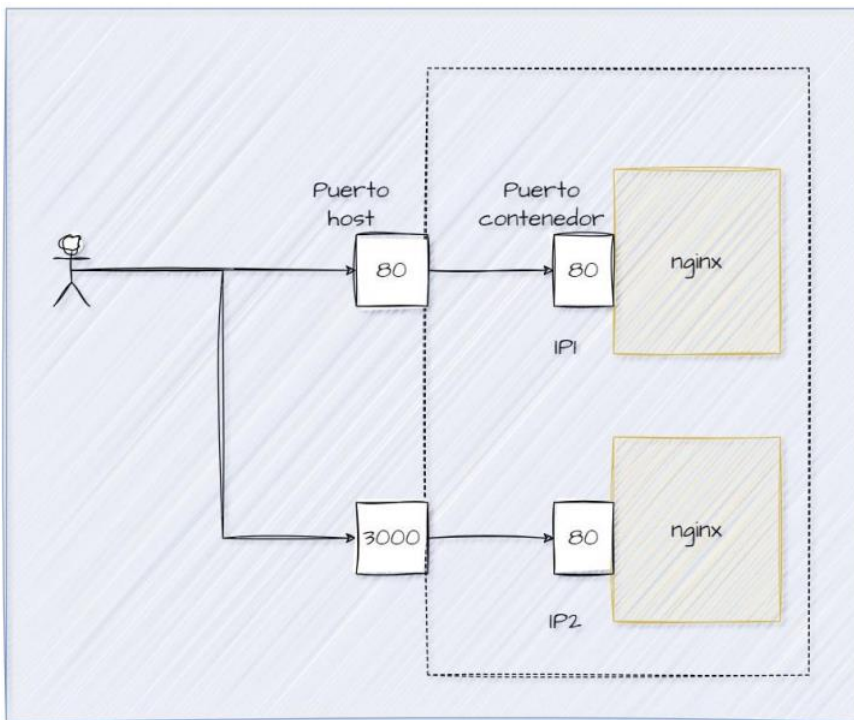 Puerto
host
Puerto
contenedor
80
80
nginx
IP1
3000
80
nginx
IP2